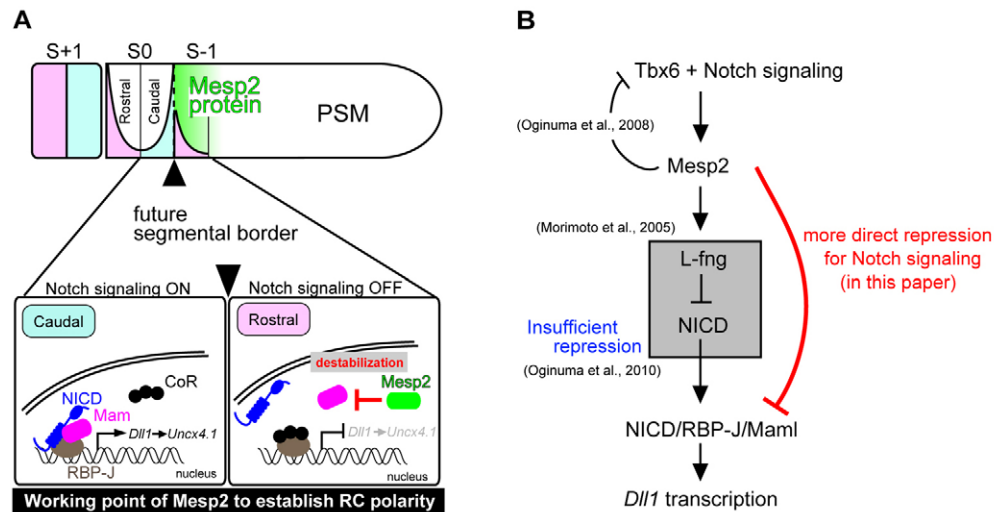 A
S+1
S0
S-1
Rostral
Caudal
Mesp2
protein
PSM
future
segmental border
Notch signaling ON
Caudal
CoR
NICD
Mam
Dll1→Uncx4.1
RBP-J
nucleus
Notch signaling OFF
Rostral
destabilization
Mesp2
Dll1→Uncx4.1
nucleus
Working point of Mesp2 to establish RC polarity
B
Tbx6 + Notch signaling
(Oginuma et al., 2008)
Mesp2
(Morimoto et al., 2005)
more direct repression
for Notch signaling
(in this paper)
L-fng
NICD
Insufficient
repression
(Oginuma et al., 2010)
NICD/RBP-J/Maml
Dll1 transcription